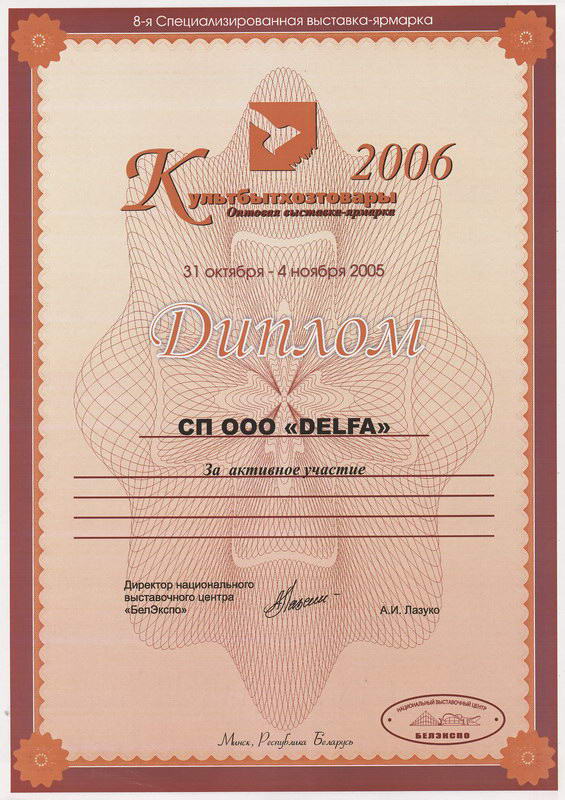 8-я Специализированная выставка-ярмарка
2006
Культбытхозтовары
Оптовая выставка-ярмарка
31 октября - 4 ноября 2005
Диплом
СП ООО «DELFA»
За активное участие
Директор национального
выставочного центра
«БелЭкспо»
А.И. Лазуко
НАЦИОНАЛЬНЫЙ ВЫСТАВОЧНЫЙ ЦЕНТР
БЕЛЭКСПО
Минск, Республика Беларусь